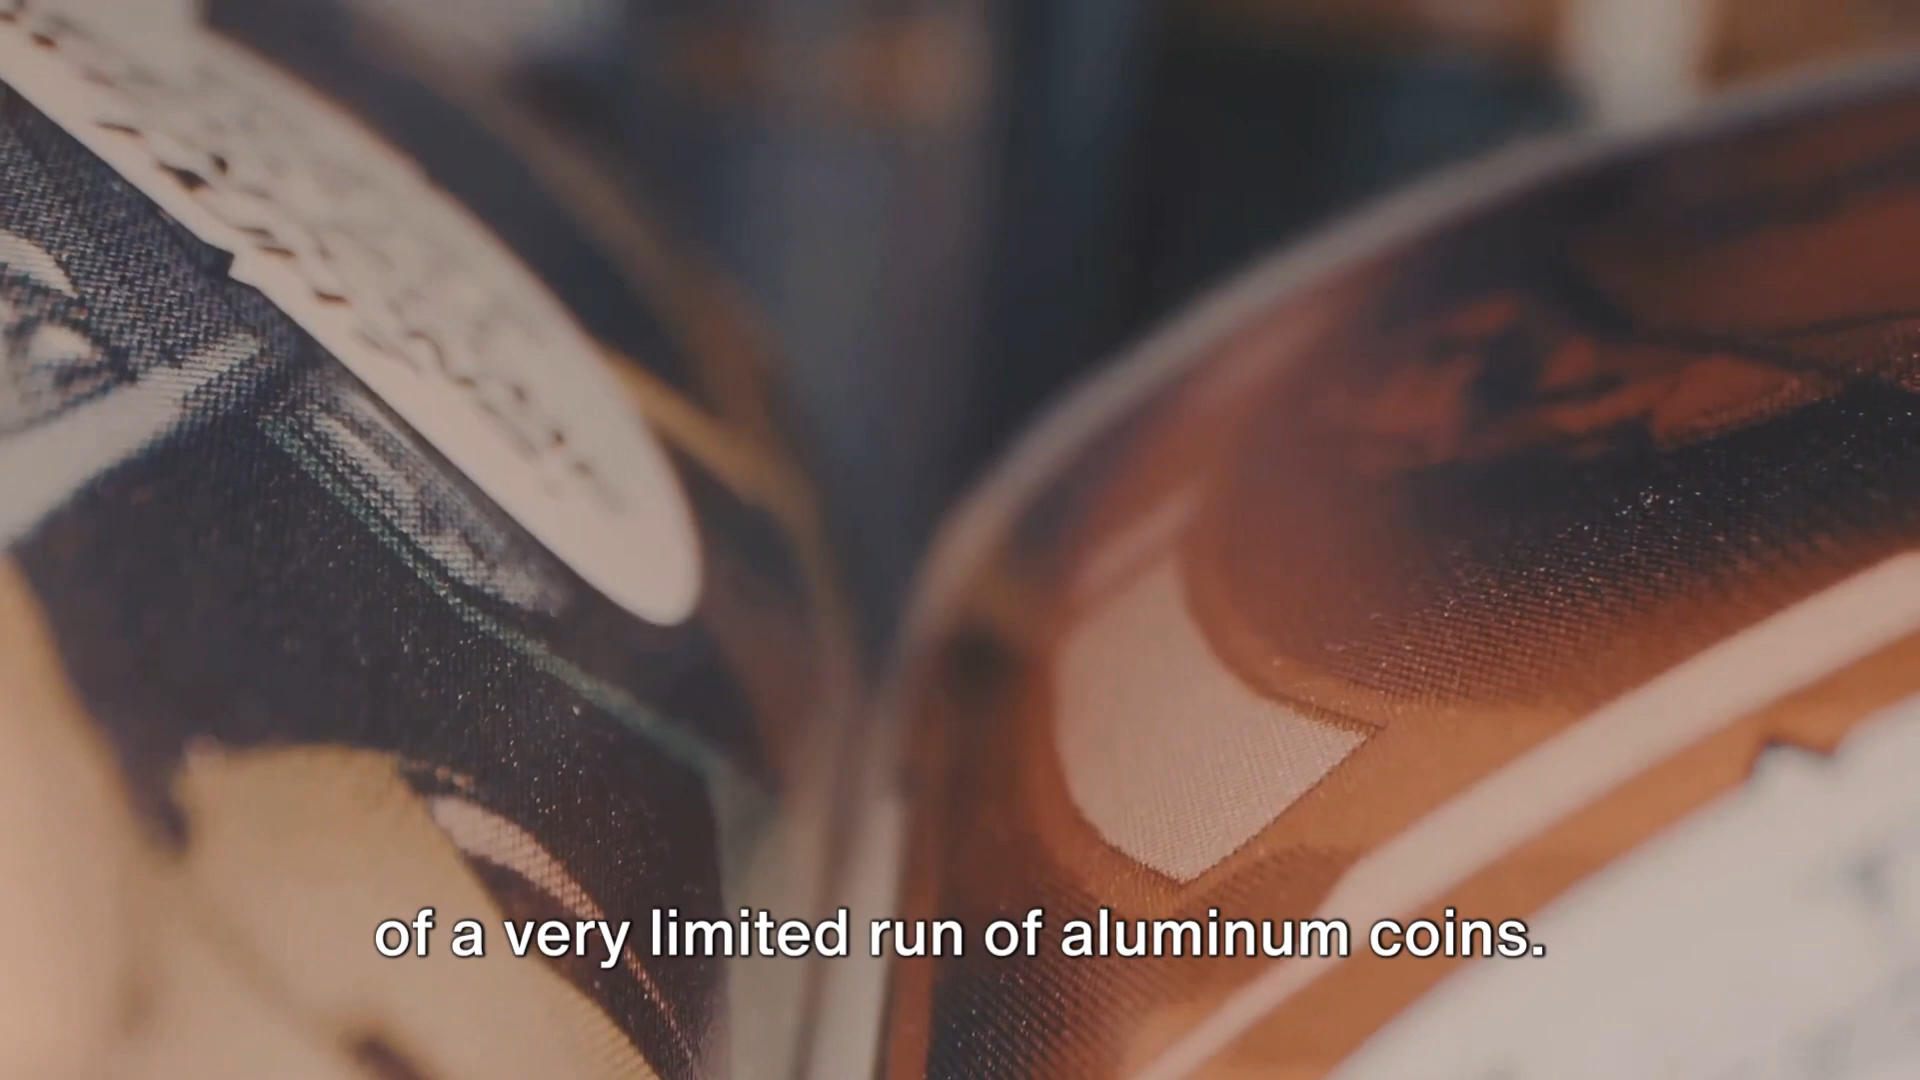 of a very limited run of aluminum coins.